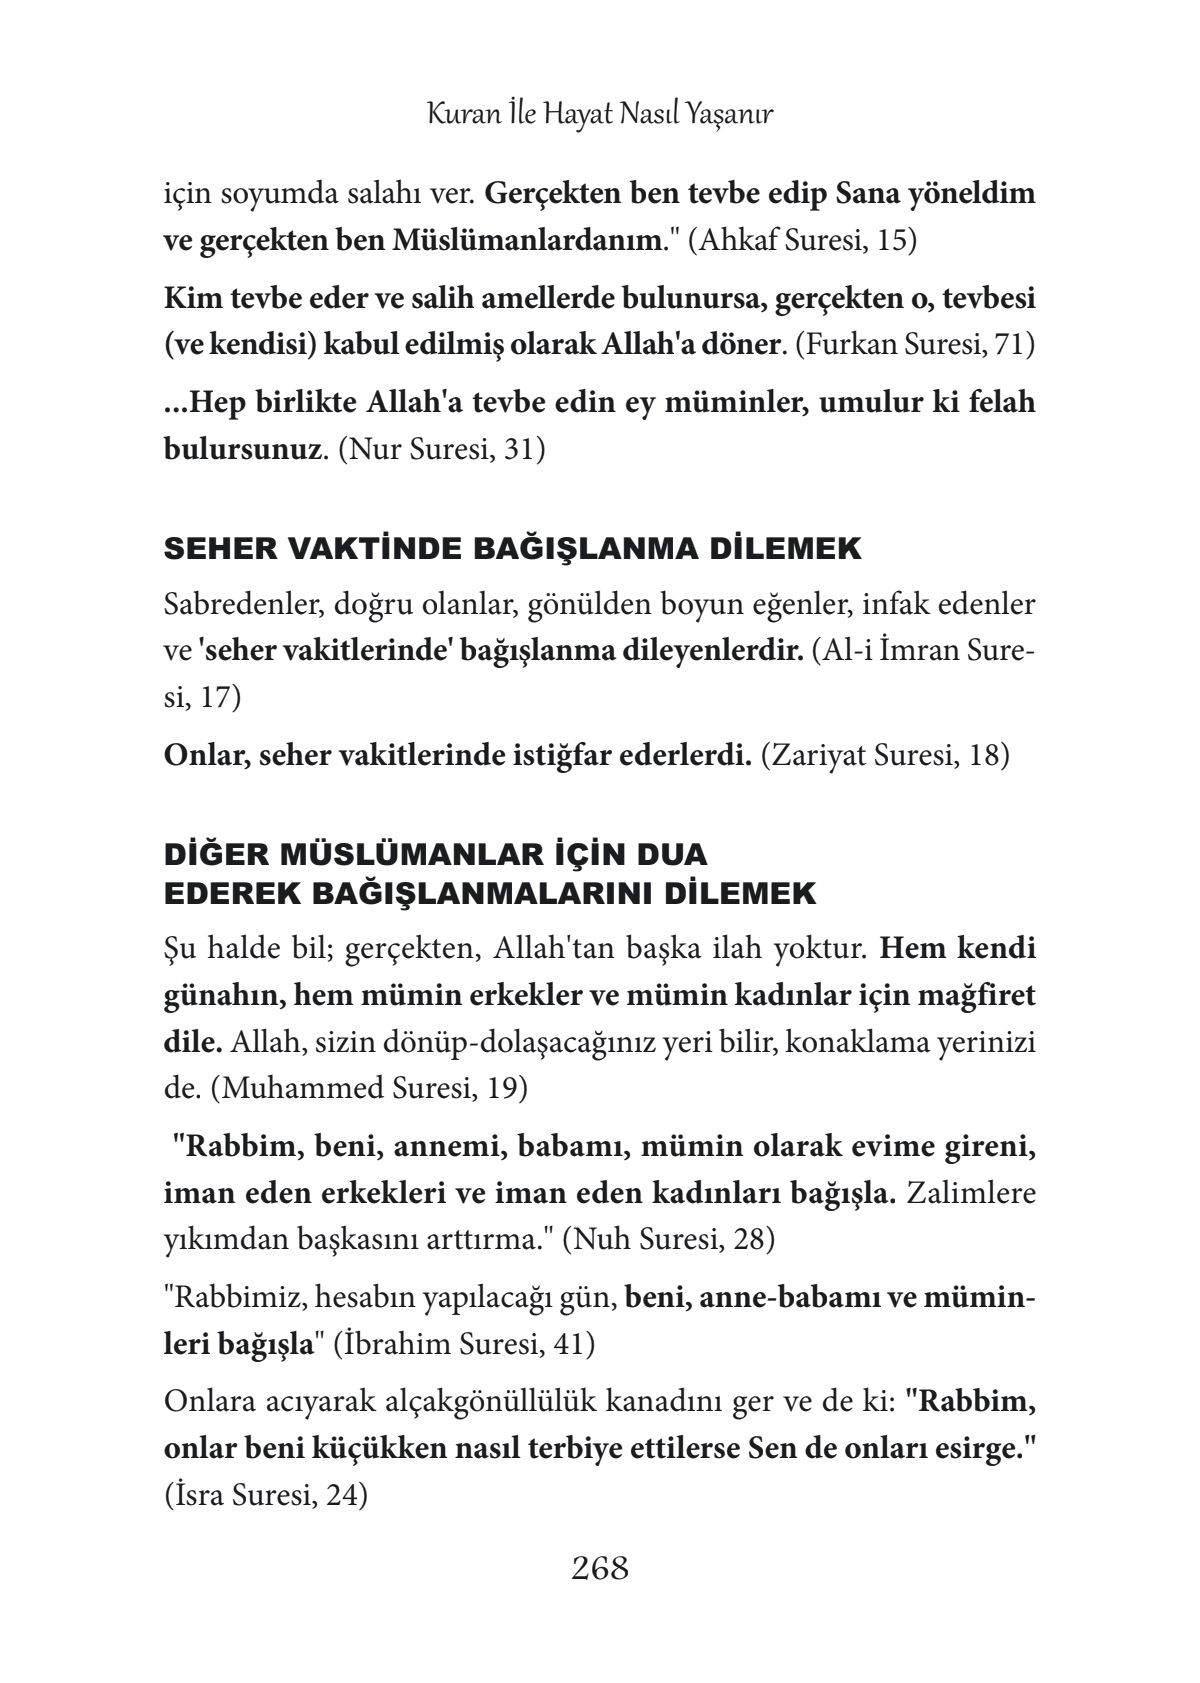 Kuran İle Hayat Nasıl Yaşanır
için soyumda salahı ver. Gerçekten ben tevbe edip Sana yöneldim
ve gerçekten ben Müslümanlardanım." (Ahkaf Suresi, 15)
Kim tevbe eder ve salih amellerde bulunursa, gerçekten o, tevbesi
(ve kendisi) kabul edilmiş olarak Allah'a döner. (Furkan Suresi, 71)
...Hep birlikte Allah'a tevbe edin ey müminler, umulur ki felah
bulursunuz. (Nur Suresi, 31)
SEHER VAKTİNDE BAĞIŞLANMA DİLEMEK
Sabredenler, doğru olanlar, gönülden boyun eğenler, infak edenler
ve 'seher vakitlerinde' bağışlanma dileyenlerdir. (Al-i İmran Sure-
si, 17)
Onlar, seher vakitlerinde istiğfar ederlerdi. (Zariyat Suresi, 18)
DİĞER MÜSLÜMANLAR İÇİN DUA
EDEREK BAĞIŞLANMALARINI DİLEMEK
Şu halde bil; gerçekten, Allah'tan başka ilah yoktur. Hem kendi
günahın, hem mümin erkekler ve mümin kadınlar için mağfiret
dile. Allah, sizin dönüp-dolaşacağınız yeri bilir, konaklama yerinizi
de. (Muhammed Suresi, 19)
"Rabbim, beni, annemi, babamı, mümin olarak evime gireni,
iman eden erkekleri ve iman eden kadınları bağışla. Zalimlere
yıkımdan başkasını arttırma." (Nuh Suresi, 28)
"Rabbimiz, hesabın yapılacağı gün, beni, anne-babamı ve mümin-
leri bağışla" (İbrahim Suresi, 41)
Onlara acıyarak alçakgönüllülük kanadını ger ve de ki: "Rabbim,
onlar beni küçükken nasıl terbiye ettilerse Sen de onları esirge."
(İsra Suresi, 24)
268